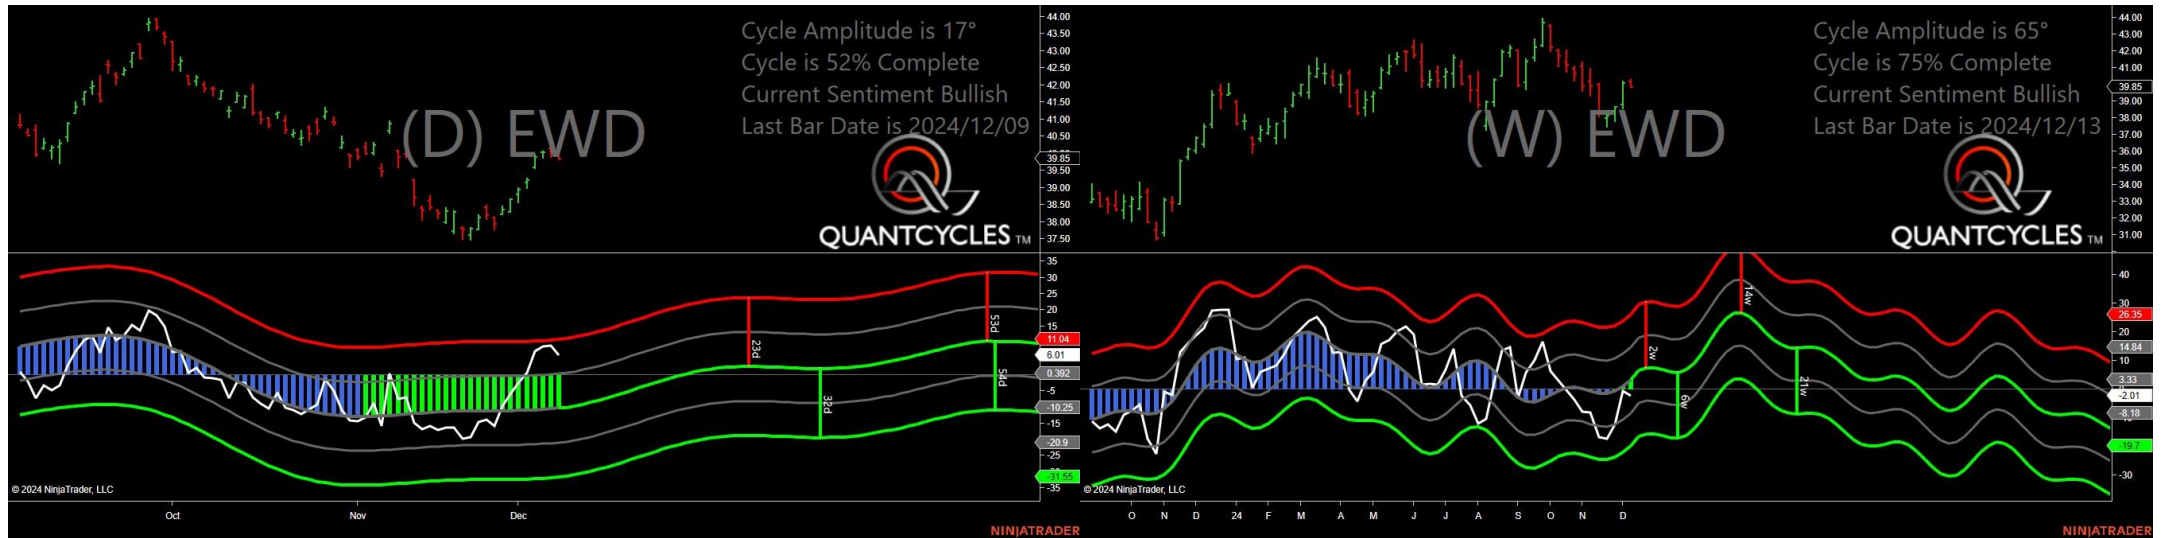 Cycle Amplitude is 17°
Cycle is 52% Complete
Current Sentiment Bullish
Last Bar Date is 2024/12/09
(D) EWD
QUANTCYCLES TM
44.00
43.50
43.00
42.50
42.00
41.50
41.00
40.50
40.00
39.85
39.50
39.00
38.50
38.00
37.50
35
30
25
20
15
11.04
6.01
0.392
-5
-10.25
-15
-20.9
-25
-31.55
-35
23d
32d
53d
54d
© 2024 NinjaTrader, LLC
Oct
Nov
Dec
NINJATRADER
Cycle Amplitude is 65°
Cycle is 75% Complete
Current Sentiment Bullish
Last Bar Date is 2024/12/13
(W) EWD
QUANTCYCLES TM
44.00
43.00
42.00
41.00
39.85
39.00
38.00
37.00
36.00
35.00
34.00
33.00
32.00
31.00
40
30
26.35
20
14.84
10
3.33
-2.01
-8.18
-19.7
-30
2w
6w
14w
21w
© 2024 NinjaTrader, LLC
O
N
D
24
F
M
A
M
J
J
A
S
O
N
D
NINJATRADER